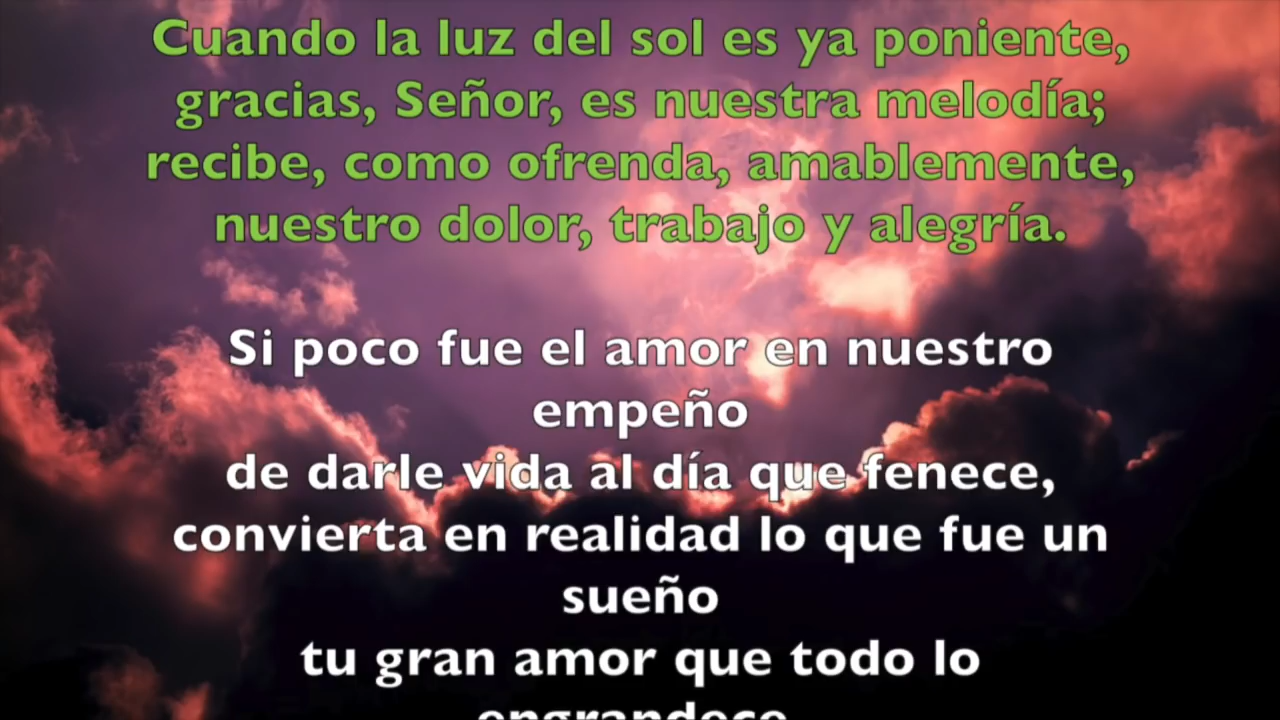 Cuando la luz del sol es ya poniente,
gracias, Señor, es nuestra melodía;
recibe, como ofrenda, amablemente,
nuestro dolor, trabajo y alegría.
Si poco fue el amor en nuestro
empeño
de darle vida al día que fenece,
convierta en realidad lo que fue un
sueño
tu gran amor que todo lo
engrandece.